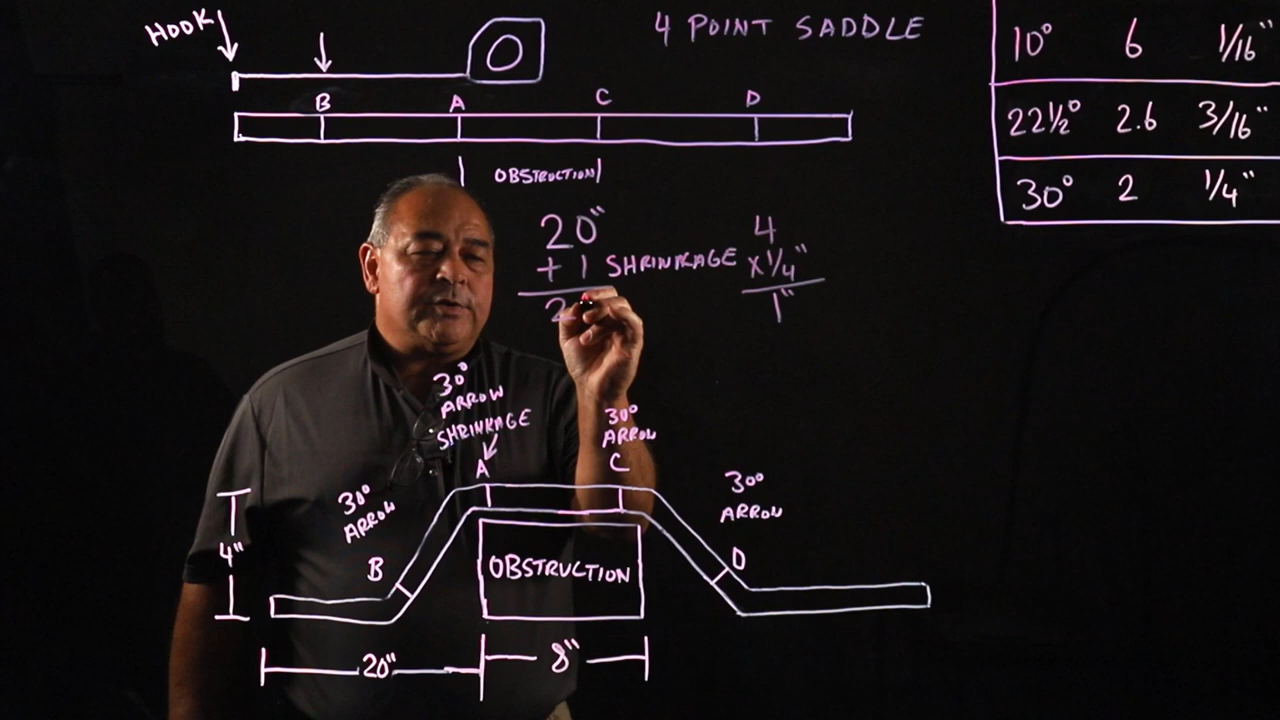 HOOK
4 POINT SADDLE
10° 6 1/16"
22 1/2° 2.6 3/16"
30° 2 1/4"
B A C D
OBSTRUCTION
20"
+ 1 SHRINKAGE
2
4
x 1/4"
1"
30°
ARROW
SHRINKAGE
A
30°
ARROW
C
30°
ARROW
B
30°
ARROW
D
4"
OBSTRUCTION
20" 8"